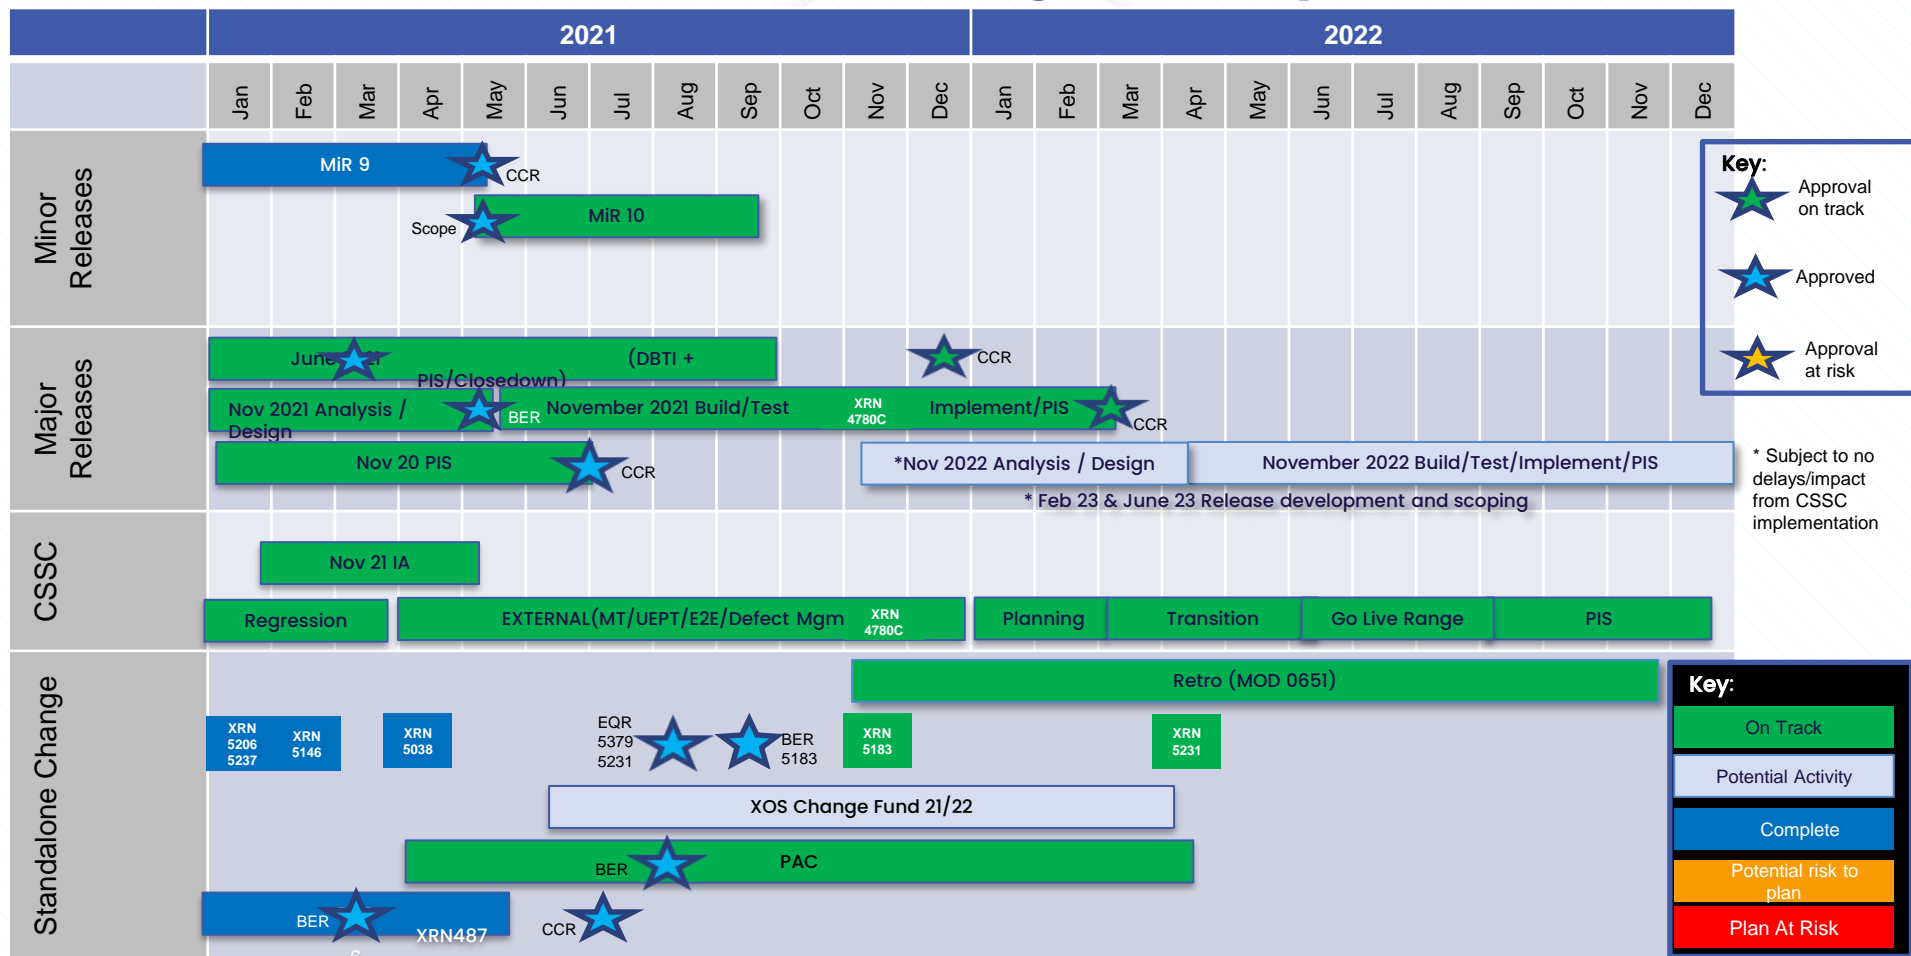 2021
2022
Jan Feb Mar Apr May Jun Jul Aug Sep Oct Nov Dec Jan Feb Mar Apr May Jun Jul Aug Sep Oct Nov Dec
Minor
Releases
MiR 9
CCR
Scope
MiR 10
Key:
Approval
on track
Approved
Approval
at risk
Major
Releases
June 21
(DBTI +
PIS/Closedown)
CCR
Nov 2021 Analysis /
Design
BER
November 2021 Build/Test
XRN
4780C
Implement/PIS
CCR
Nov 20 PIS
CCR
*Nov 2022 Analysis / Design
November 2022 Build/Test/Implement/PIS
* Feb 23 & June 23 Release development and scoping
* Subject to no
delays/impact
from CSSC
implementation
CSSC
Nov 21 IA
Regression
EXTERNAL(MT/UEPT/E2E/Defect Mgm
XRN
4780C
Planning
Transition
Go Live Range
PIS
Standalone Change
Retro (MOD 0651)
XRN
5206
5237
XRN
5146
XRN
5038
EQR
5379
5231
BER
5183
XRN
5183
XRN
5231
XOS Change Fund 21/22
BER
PAC
BER
XRN487
CCR
Key:
On Track
Potential Activity
Complete
Potential risk to
plan
Plan At Risk